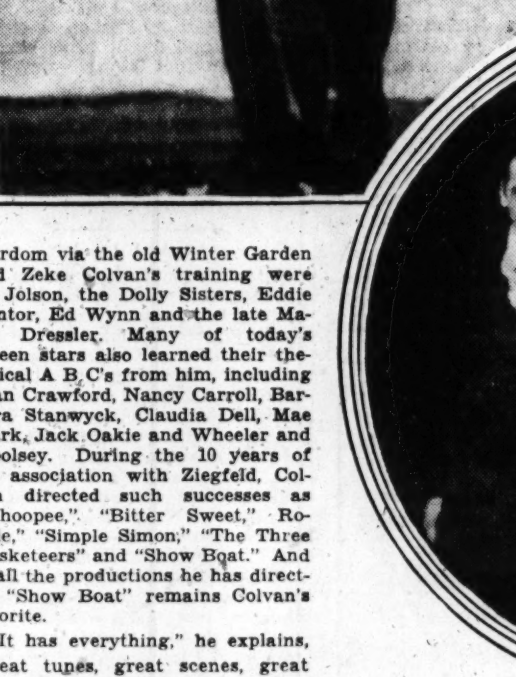 rdom via the old Winter Garden
d Zeke Colvan's training were
Jolson, the Dolly Sisters, Eddie
ntor, Ed Wynn and the late Ma-
Dressler. Many of today's
een stars also learned their the-
ical A B C's from him, including
an Crawford, Nancy Carroll, Bar-
ra Stanwyck, Claudia Dell, Mae
rk, Jack Oakie and Wheeler and
oolsey. During the 10 years of
association with Ziegfeld, Col-
n directed such successes as
hoopee," "Bitter Sweet," Ro-
e," "Simple Simon," "The Three
sketeers" and "Show Boat." And
all the productions he has direct-
"Show Boat" remains Colvan's
orite.
It has everything," he explains,
eat tunes, great scenes, great